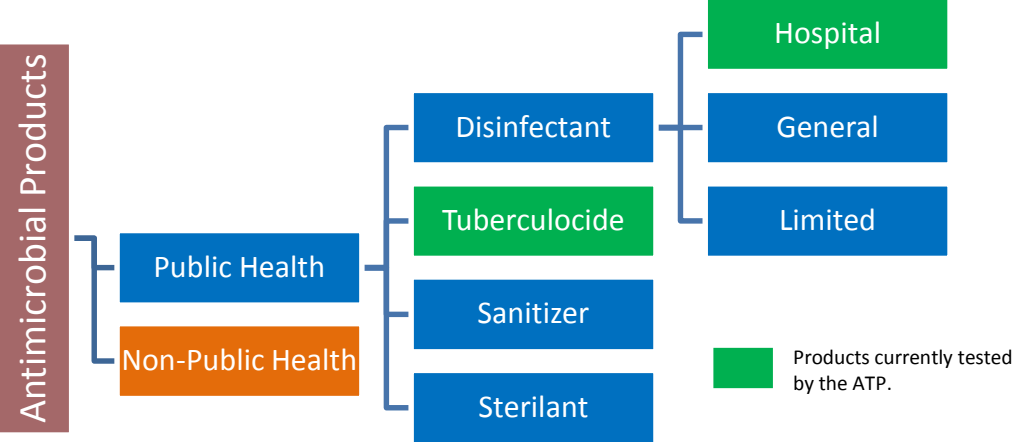 Antimicrobial Products
Public Health
Non-Public Health
Disinfectant
Tuberculocide
Sanitizer
Sterilant
Hospital
General
Limited
Products currently tested
by the ATP.